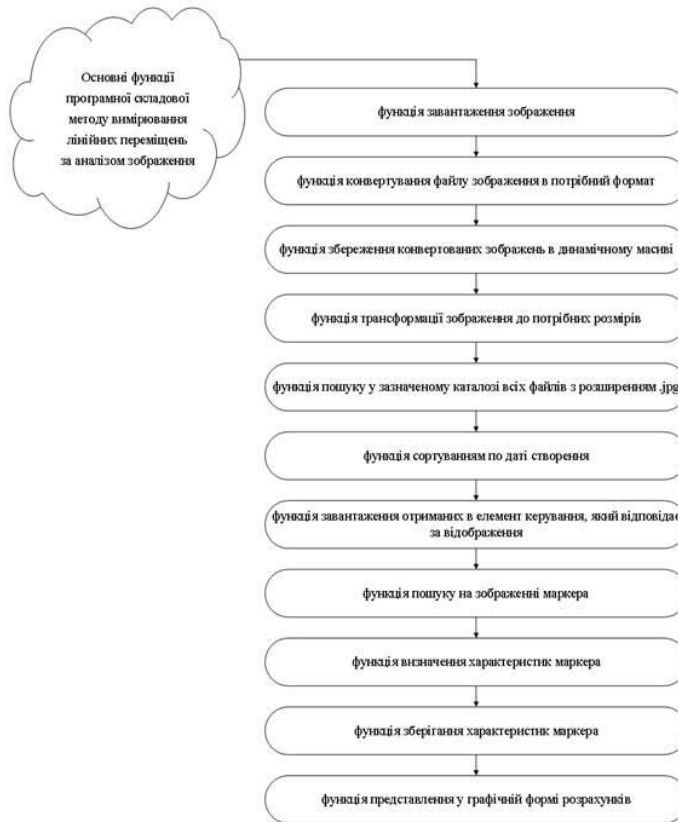 Основні функції
програмної складової
методу вимірювання
лінійних переміщень
за аналізом зображення
функція завантаження зображення
функція конвертування файлу зображення в потрібний формат
функція збереження конвертованих зображень в динамічному масиві
функція трансформації зображення до потрібних розмірів
функція пошуку у зазначеному каталозі всіх файлів з розширенням .jpg
функція сортуванням по даті створення
функція завантаження отриманих в елемент керування, який відповідає
за відображення
функція пошуку на зображенні маркера
функція визначення характеристик маркера
функція зберігання характеристик маркера
функція представлення у графічній формі розрахунків